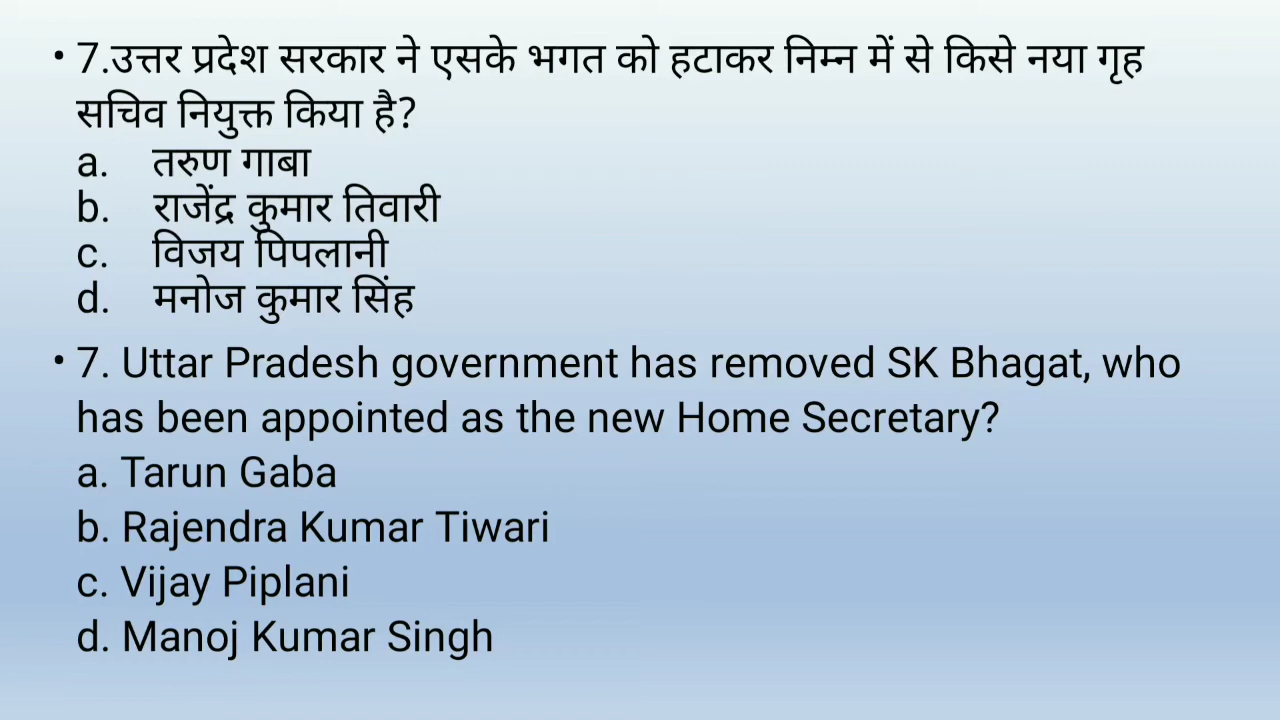 • 7.उत्तर प्रदेश सरकार ने एसके भगत को हटाकर निम्न में से किसे नया गृह
सचिव नियुक्त किया है?
a. तरुण गाबा
b. राजेंद्र कुमार तिवारी
c. विजय पिपलानी
d. मनोज कुमार सिंह
• 7. Uttar Pradesh government has removed SK Bhagat, who
has been appointed as the new Home Secretary?
a. Tarun Gaba
b. Rajendra Kumar Tiwari
c. Vijay Piplani
d. Manoj Kumar Singh